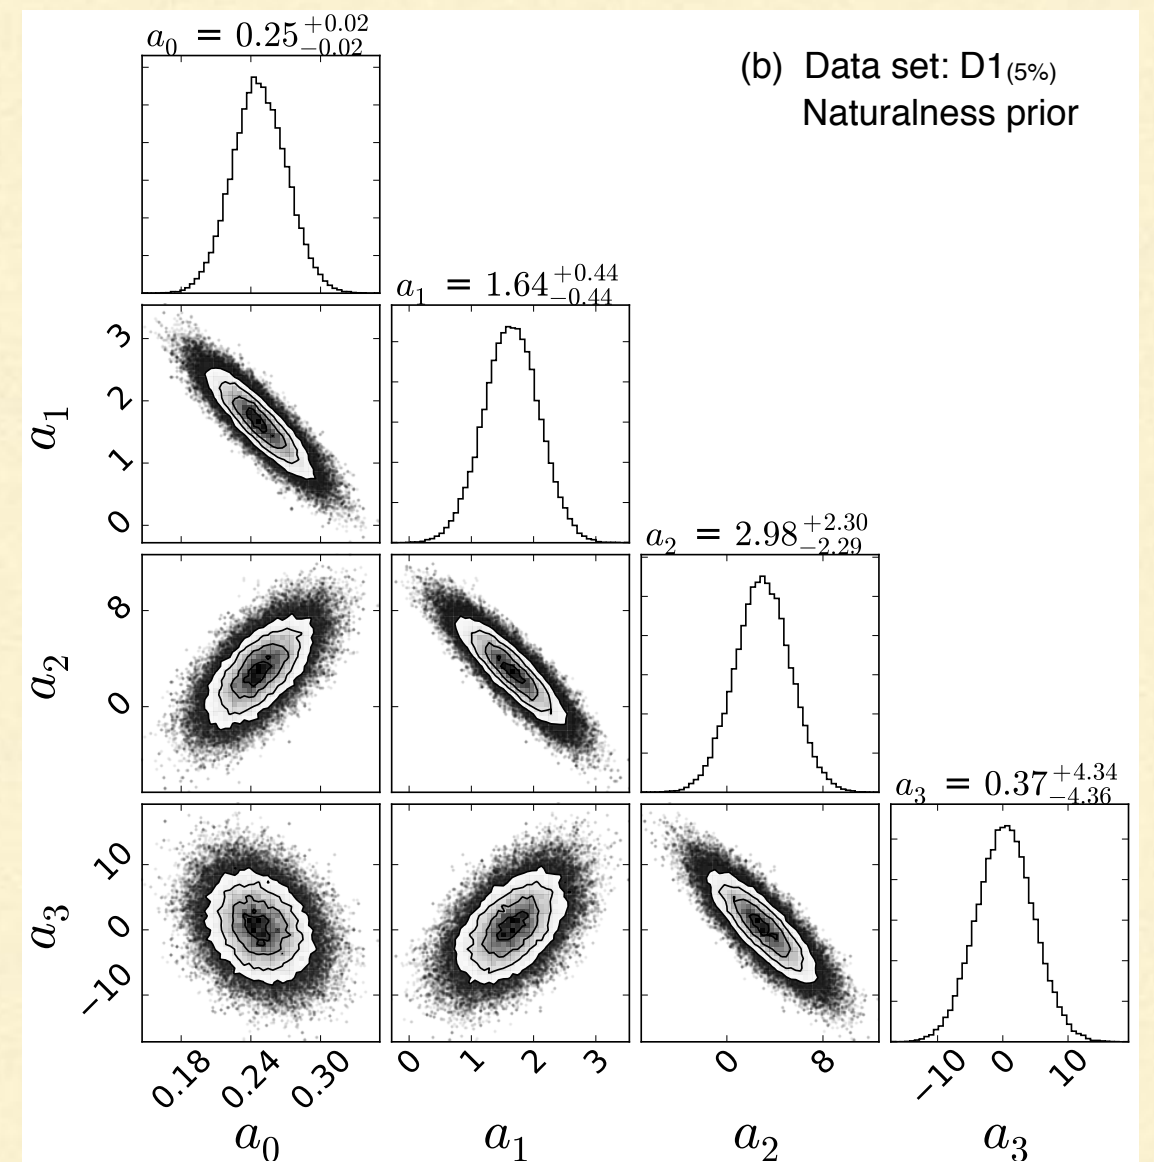 a₀ = 0.25 +0.02 −0.02
(b) Data set: D1(5%)
Naturalness prior
a₁ = 1.64 +0.44 −0.44
a₁
3
2
1
0
a₂ = 2.98 +2.30 −2.29
a₂
8
0
a₃ = 0.37 +4.34 −4.36
a₃
10
0
−10
0.18 0.24 0.30 0 1 2 3 0 8 −10 0 10
a₀ a₁ a₂ a₃